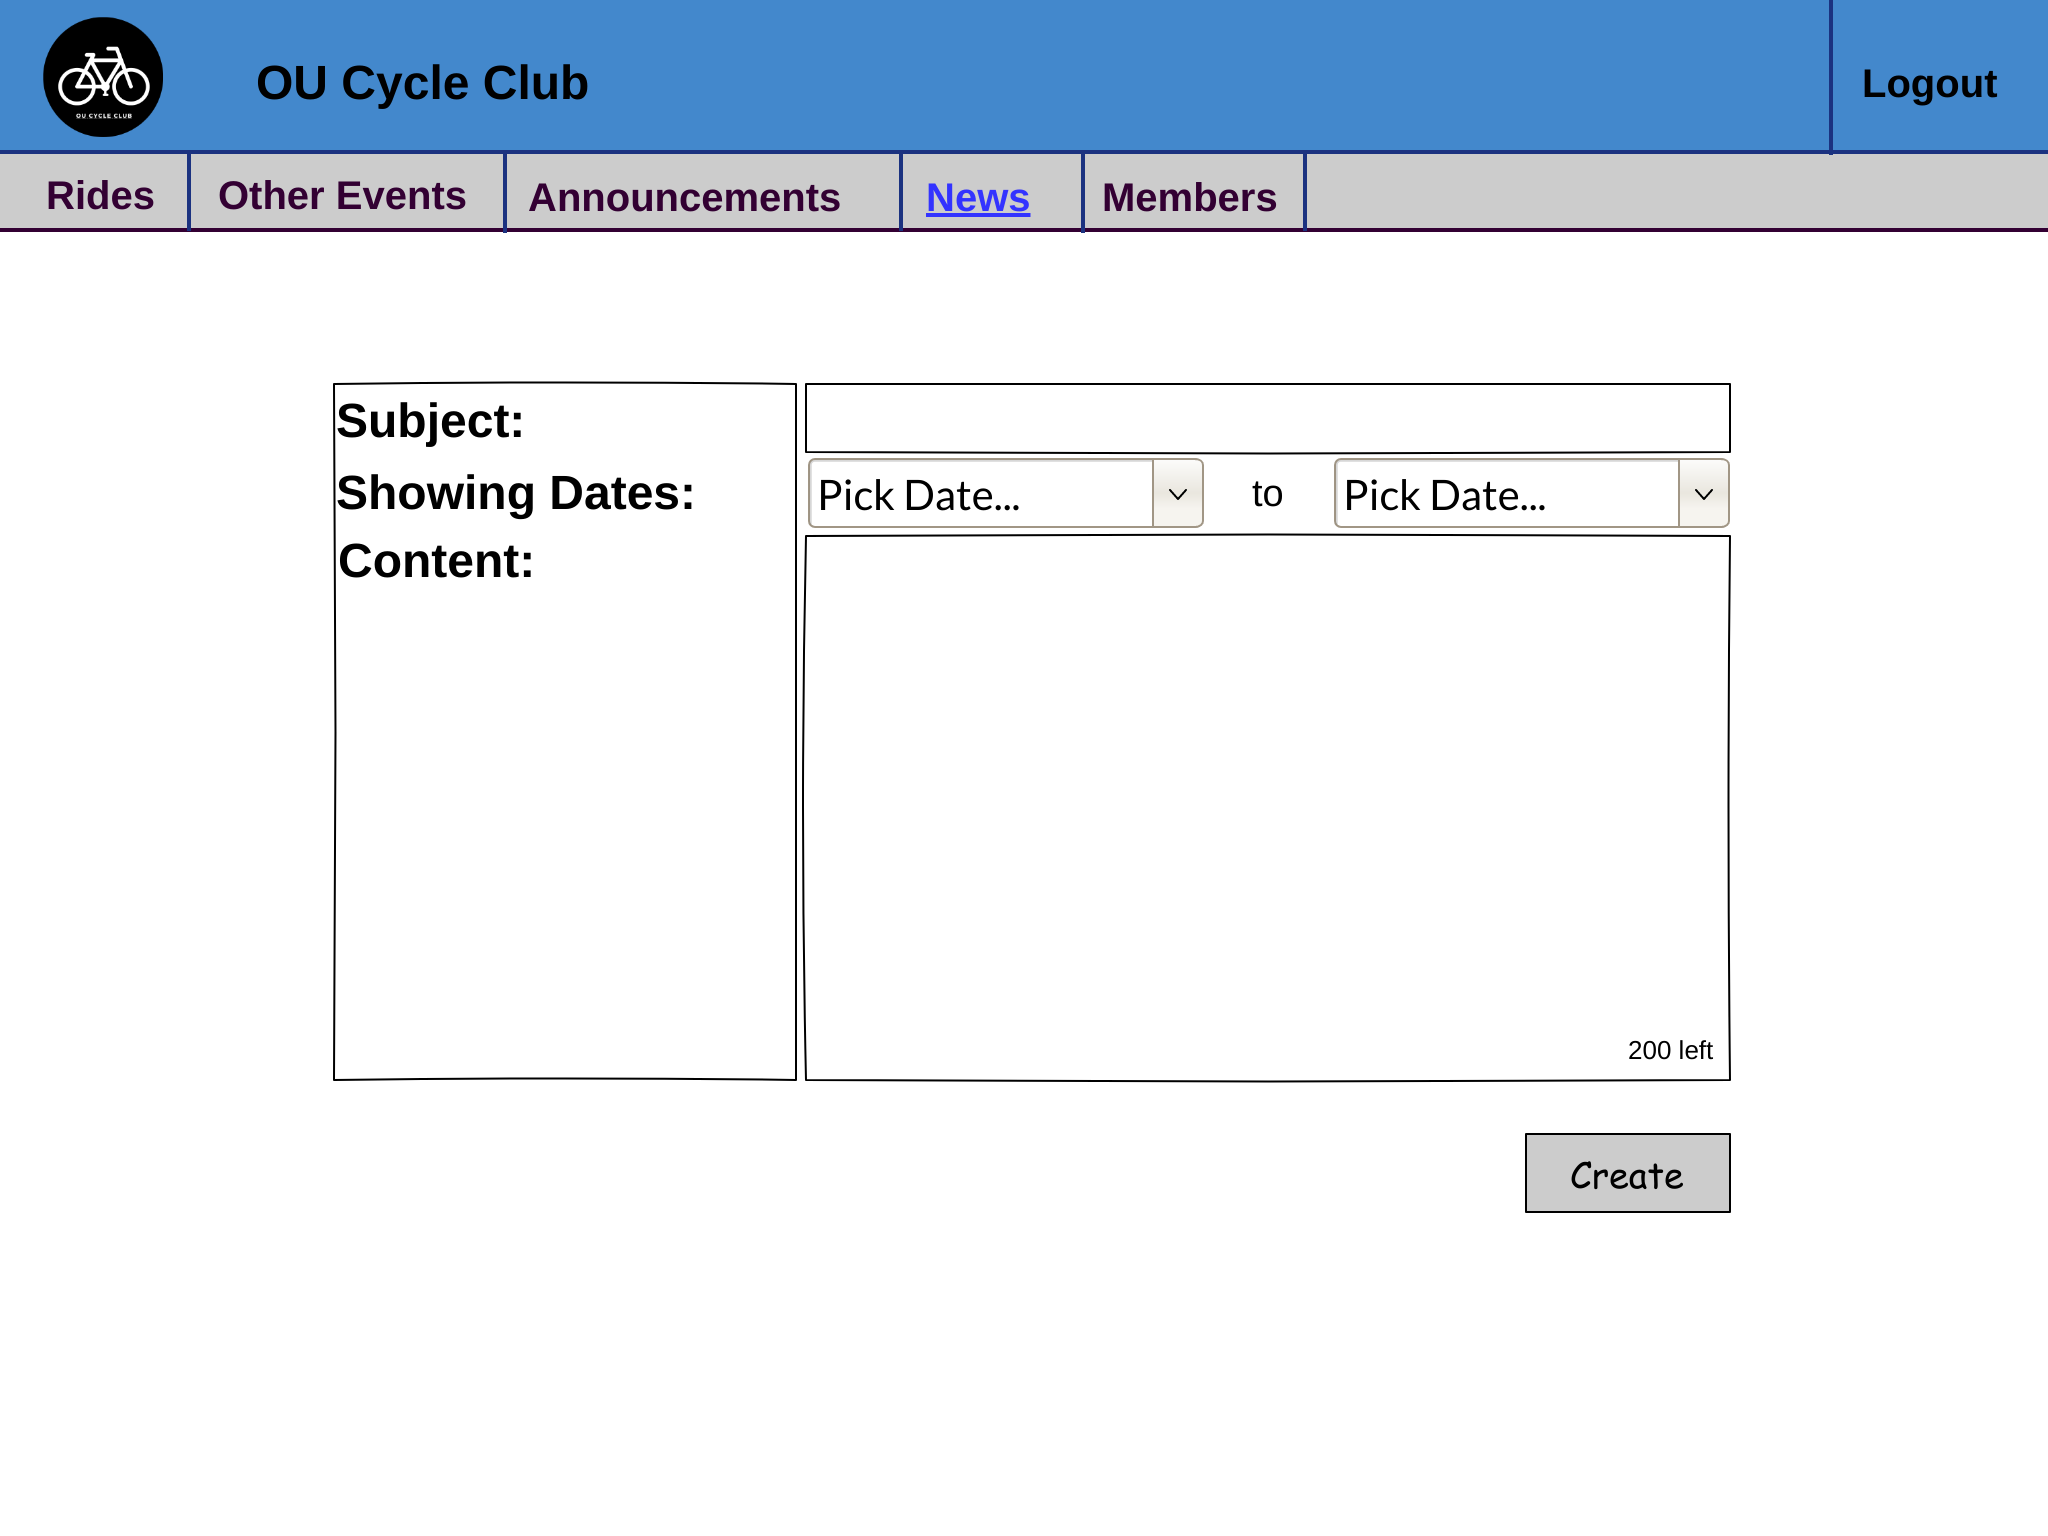 OU CYCLE CLUB
OU Cycle Club
Logout
Rides
Other Events
Announcements
News
Members
Subject:
Showing Dates:
Pick Date...
to
Pick Date...
Content:
200 left
Create